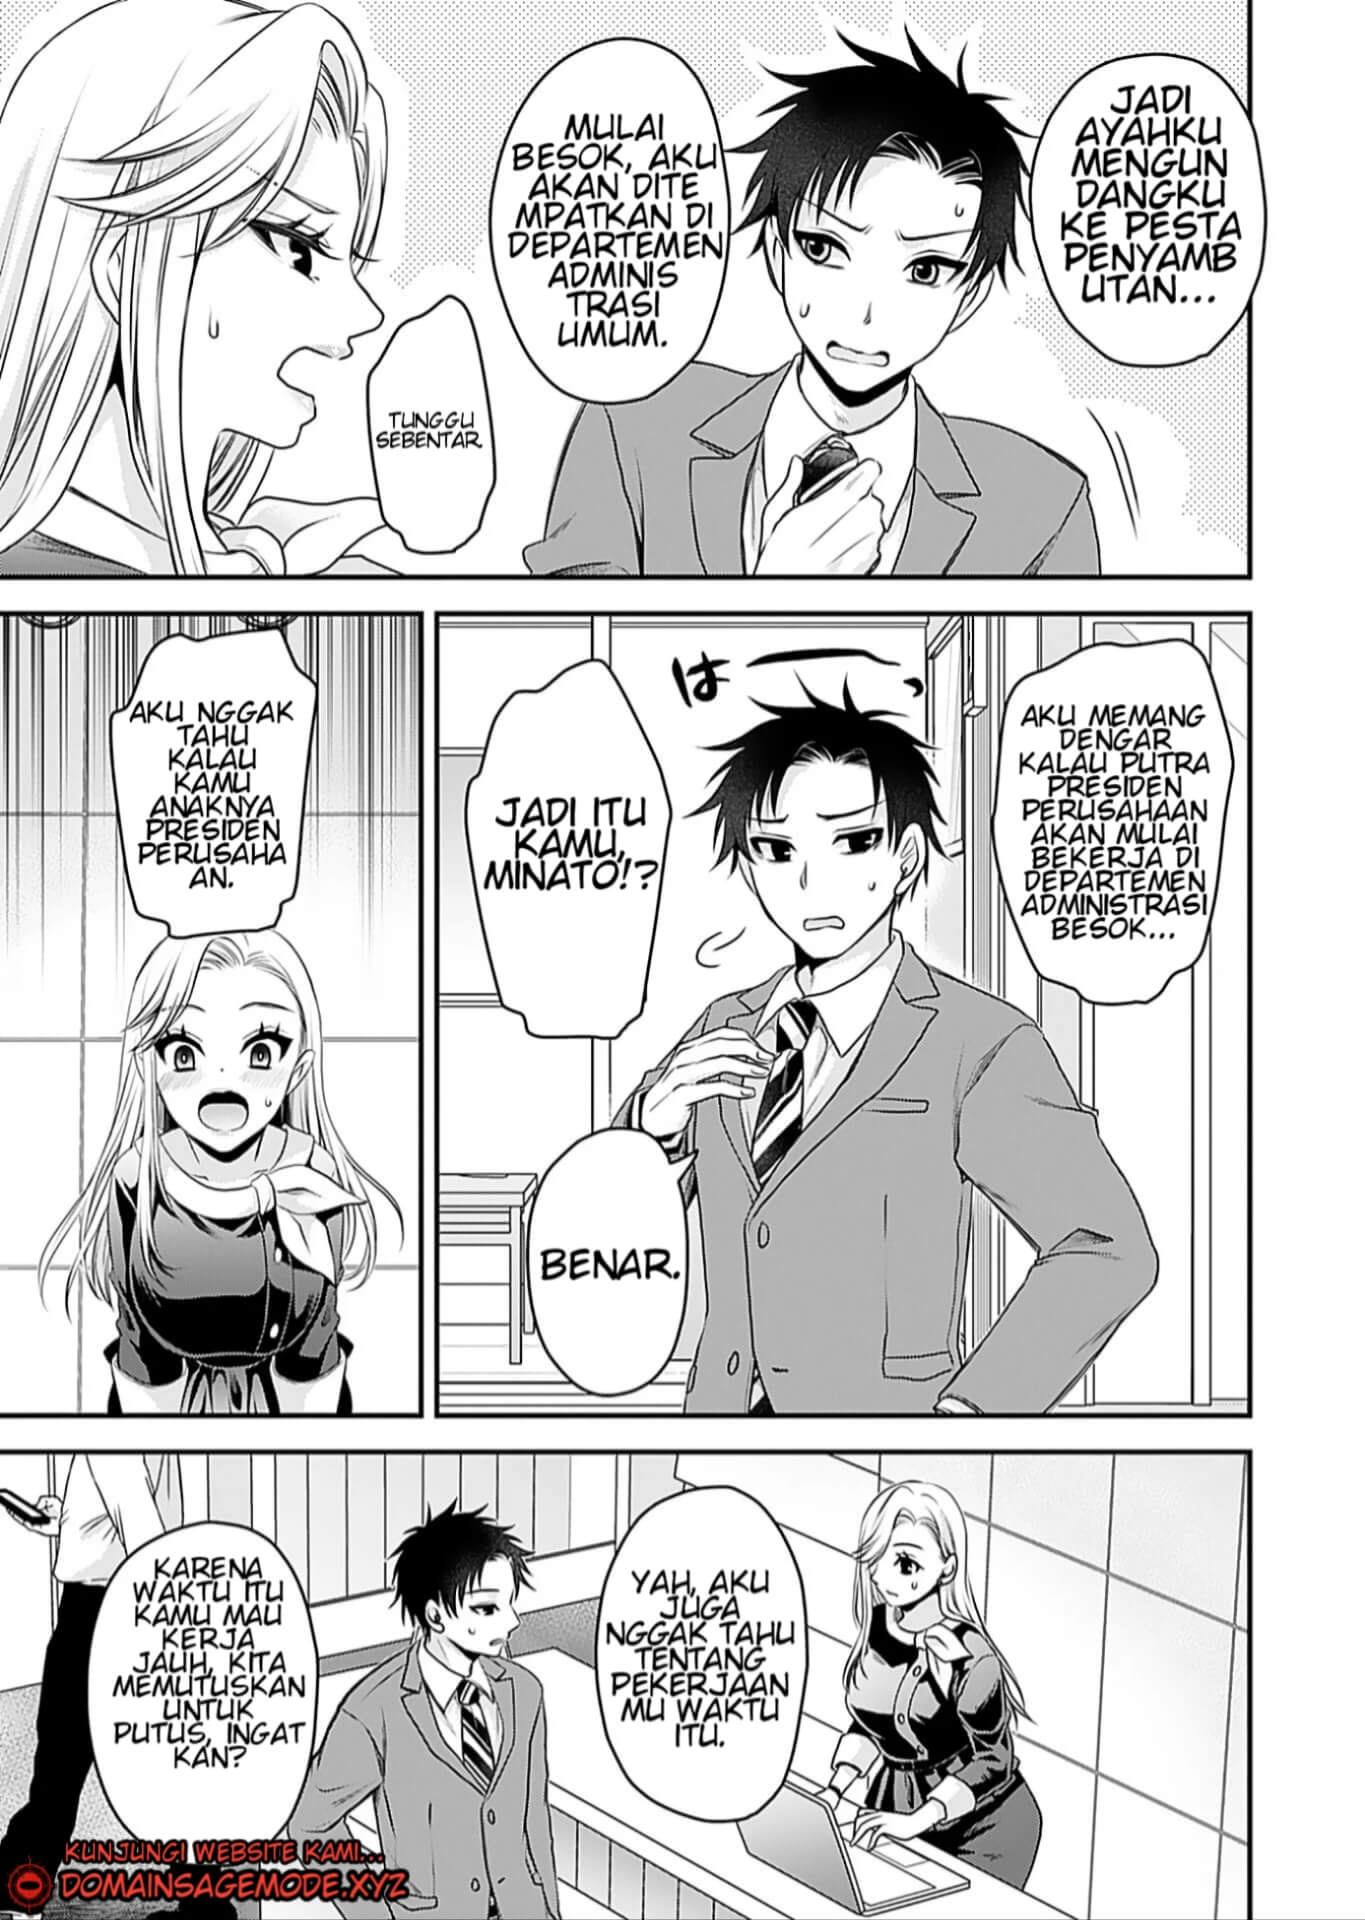 JADI
AYAHKU
MENGUN
DANGKU
KE PESTA
PENYAMB
UTAN...
MULAI
BESOK, AKU
AKAN DITE
MPATKAN DI
DEPARTEMEN
ADMINIS
TRASI
UMUM.
TUNGGU
SEBENTAR.
AKU MEMANG
DENGAR
KALAU PUTRA
PRESIDEN
PERUSAHAAN
AKAN MULAI
BEKERJA DI
DEPARTEMEN
ADMINISTRASI
BESOK...
はーっ
JADI ITU
KAMU,
MINATO!?
BENAR.
AKU NGGAK
TAHU
KALAU
KAMU
ANAKNYA
PRESIDEN
PERUSAHA
AN.
YAH, AKU
JUGA
NGGAK TAHU
TENTANG
PEKERJAAN
MU WAKTU
ITU.
KARENA
WAKTU ITU
KAMU MAU
KERJA
JAUH, KITA
MEMUTUSKAN
UNTUK
PUTUS, INGAT
KAN?
KUNJUNGI WEBSITE KAMI...
DOMAINSAGEMODE.XYZ